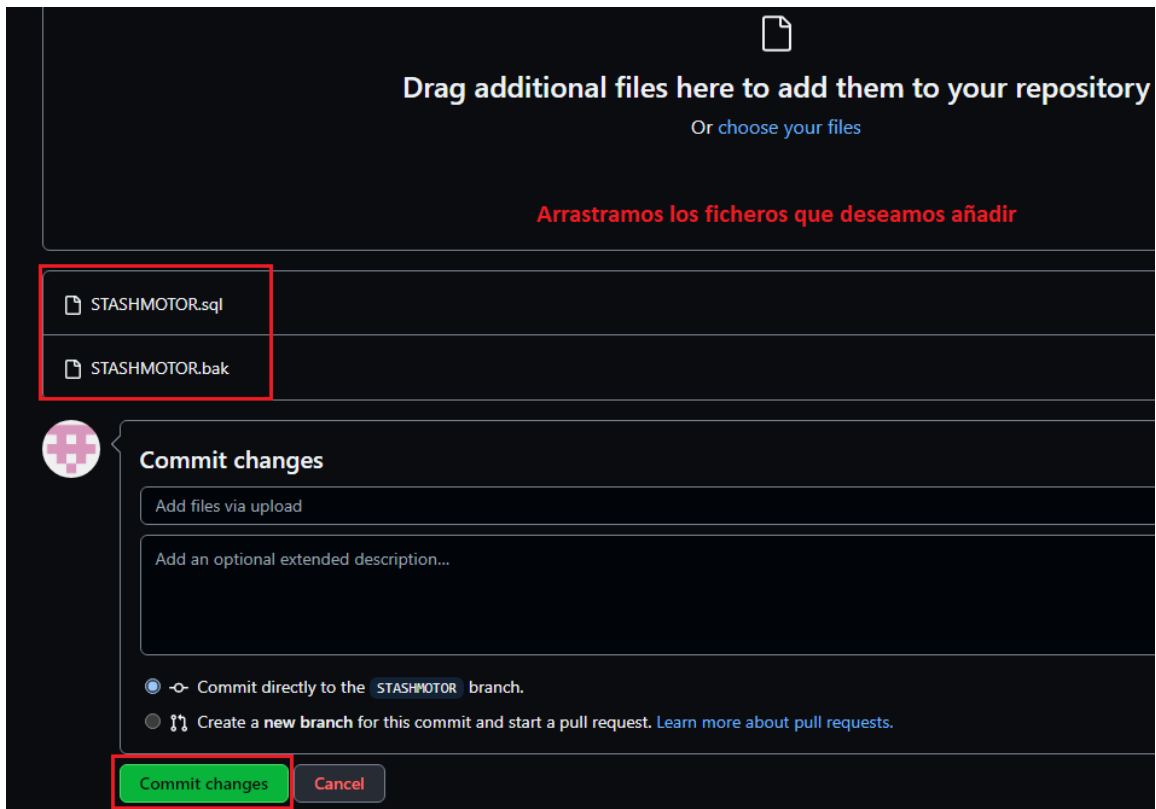 Drag additional files here to add them to your repository
Or choose your files
Arrastramos los ficheros que deseamos añadir
STASHMOTOR.sql
STASHMOTOR.bak
Commit changes
Add files via upload
Add an optional extended description...
Commit directly to the STASHMOTOR branch.
Create a new branch for this commit and start a pull request. Learn more about pull requests.
Commit changes
Cancel